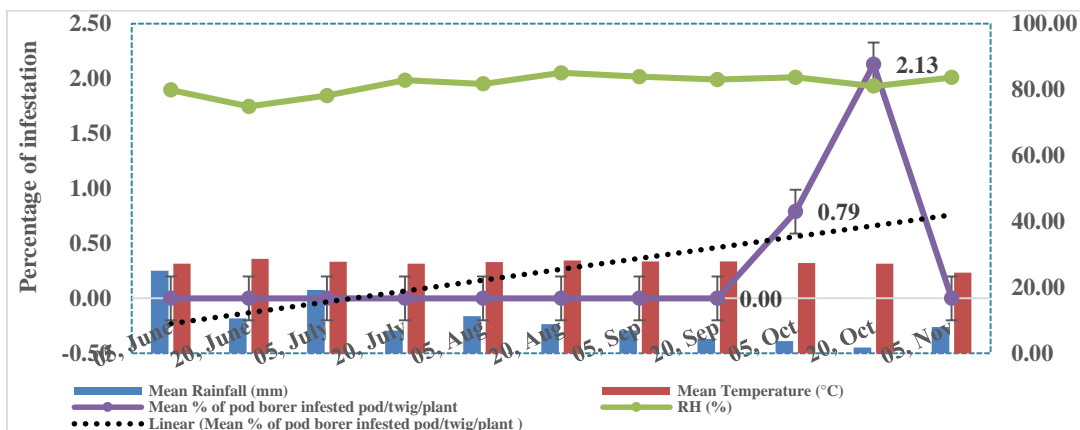 2.50
2.00
1.50
1.00
0.50
0.00
-0.50
Percentage of infestation
100.00
80.00
60.00
40.00
20.00
0.00
2.13
0.79
0.00
05, June
20, June
05, July
20, July
05, Aug
20, Aug
05, Sep
20, Sep
05, Oct
20, Oct
05, Nov
Mean Rainfall (mm)
Mean Temperature (°C)
Mean % of pod borer infested pod/twig/plant
RH (%)
Linear (Mean % of pod borer infested pod/twig/plant )